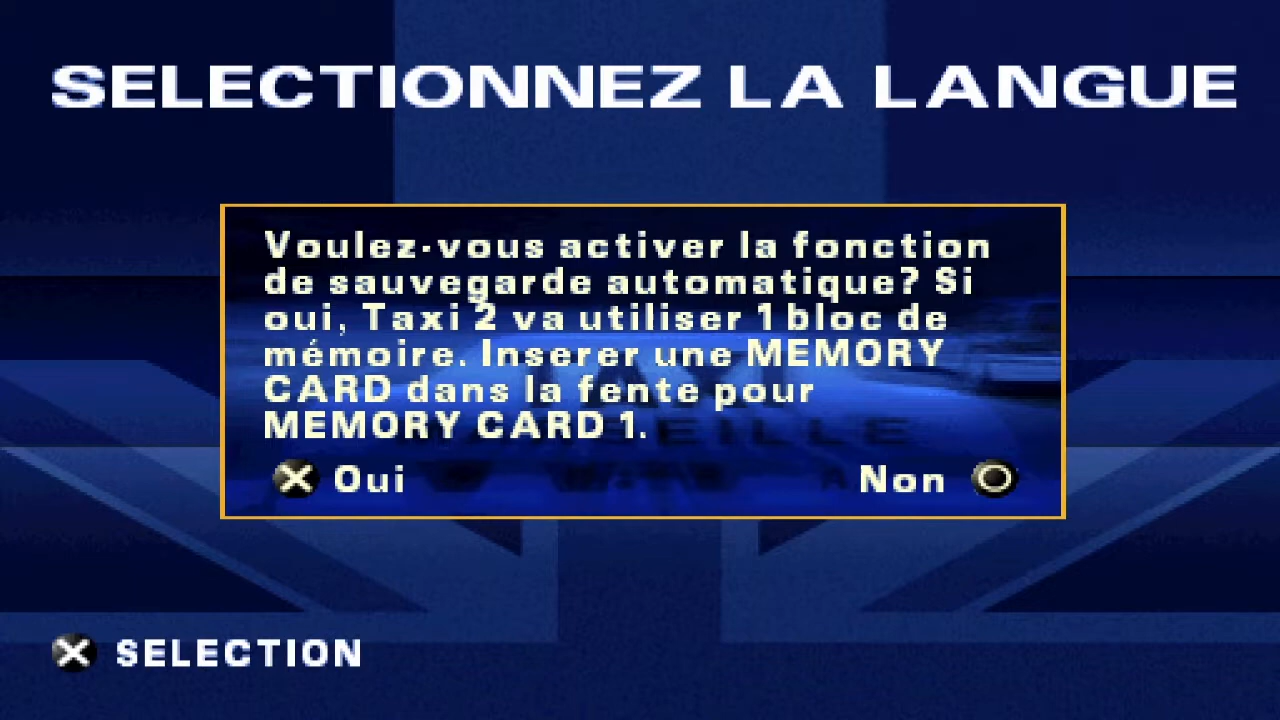 SELECTIONNEZ LA LANGUE
Voulez-vous activer la fonction
de sauvegarde automatique? Si
oui, Taxi 2 va utiliser 1 bloc de
mémoire. Inserer une MEMORY
CARD dans la fente pour
MEMORY CARD 1.
Oui
Non
SELECTION